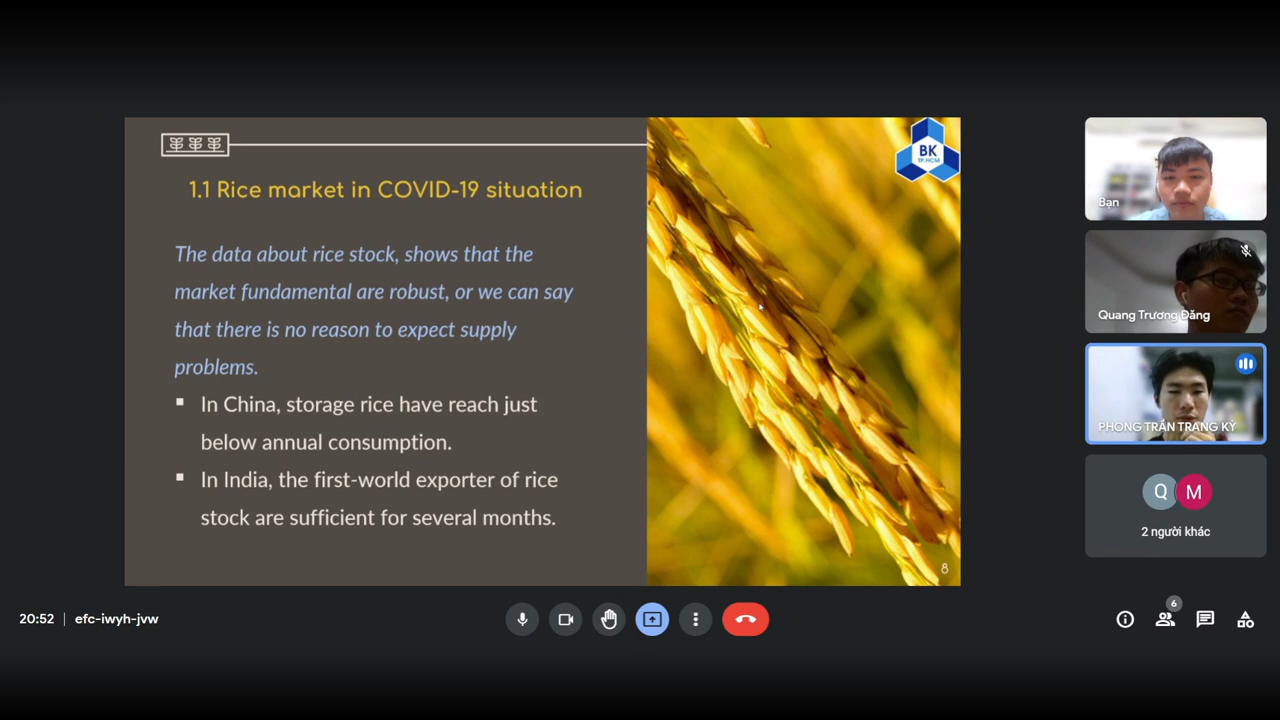 BK
TP.HCM
1.1 Rice market in COVID-19 situation
The data about rice stock, shows that the
market fundamental are robust, or we can say
that there is no reason to expect supply
problems.
In China, storage rice have reach just
below annual consumption.
In India, the first-world exporter of rice
stock are sufficient for several months.
8
Bạn
Quang Trương Đăng
PHONG TRẦN TRANG KỲ
Q M
2 người khác
20:52 | efc-iwyh-jvw
6